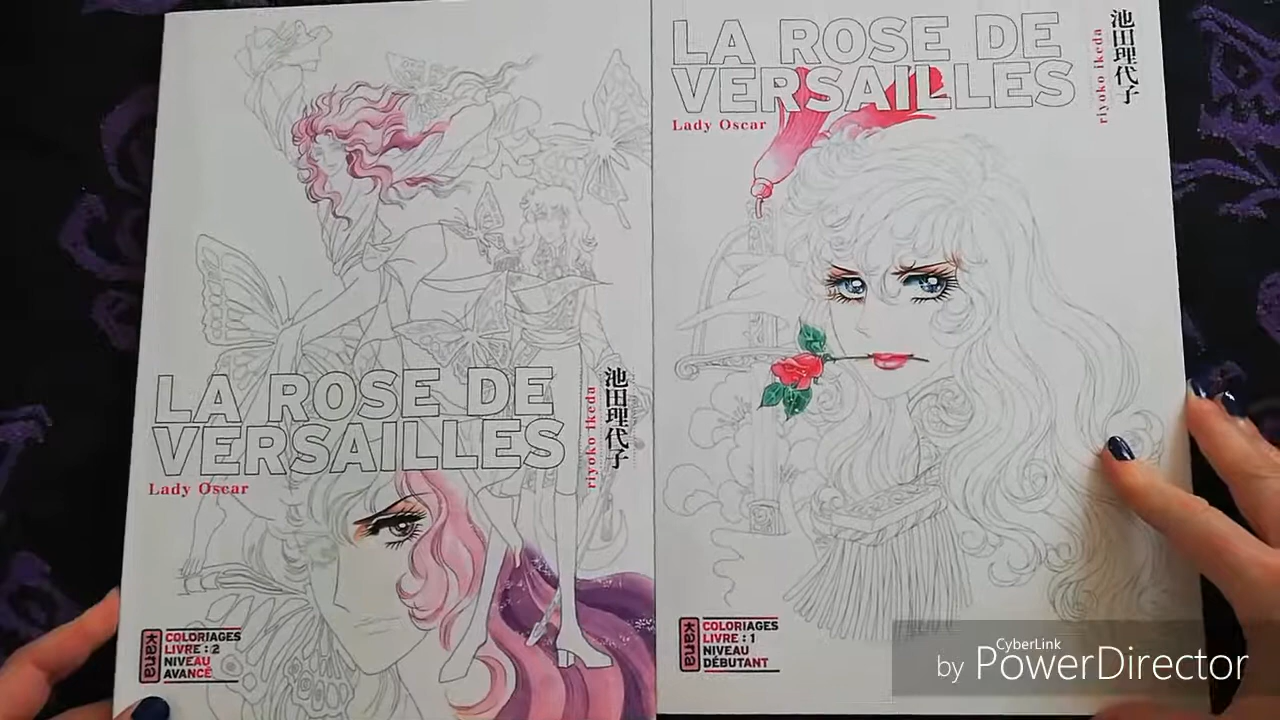 LA ROSE DE
VERSAILLES
Lady Oscar
riyoko ikeda
池田理代子
kana
COLORIAGES
LIVRE : 2
NIVEAU
AVANCÉ
LA ROSE DE
VERSAILLES
Lady Oscar
riyoko ikeda
池田理代子
kana
COLORIAGES
LIVRE : 1
NIVEAU
DÉBUTANT
CyberLink
by PowerDirector